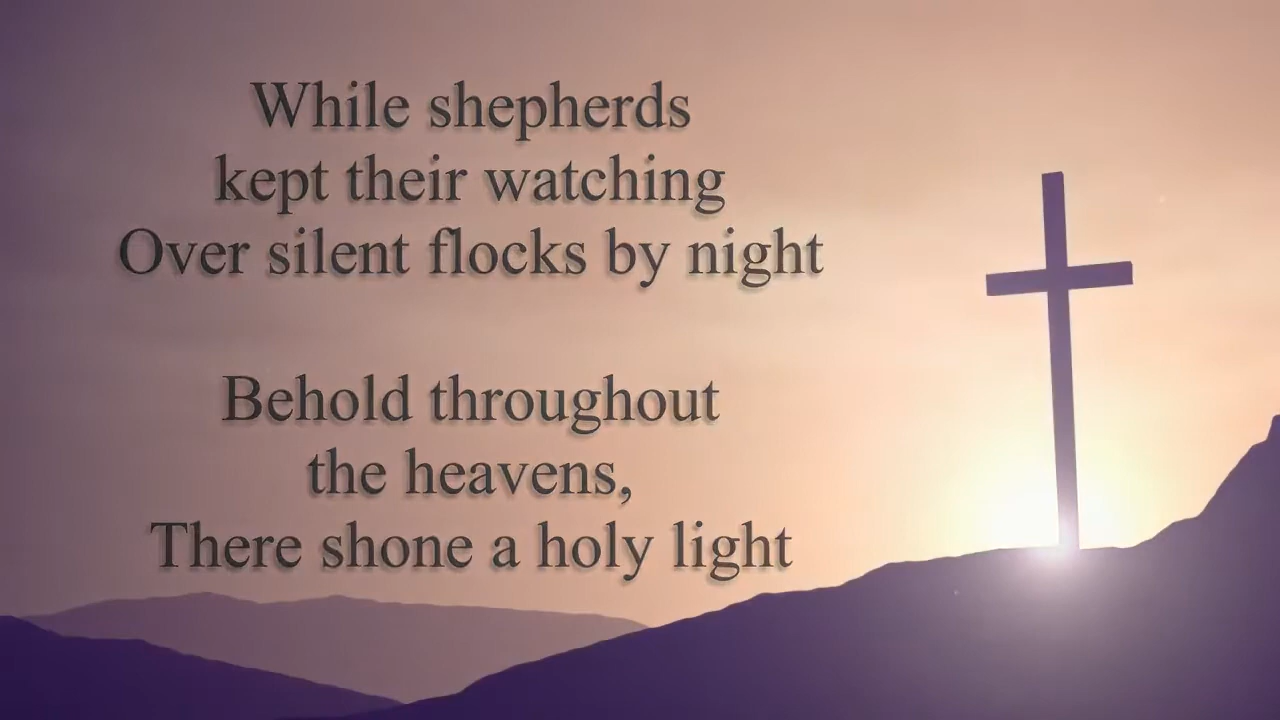 While shepherds
kept their watching
Over silent flocks by night
Behold throughout
the heavens,
There shone a holy light